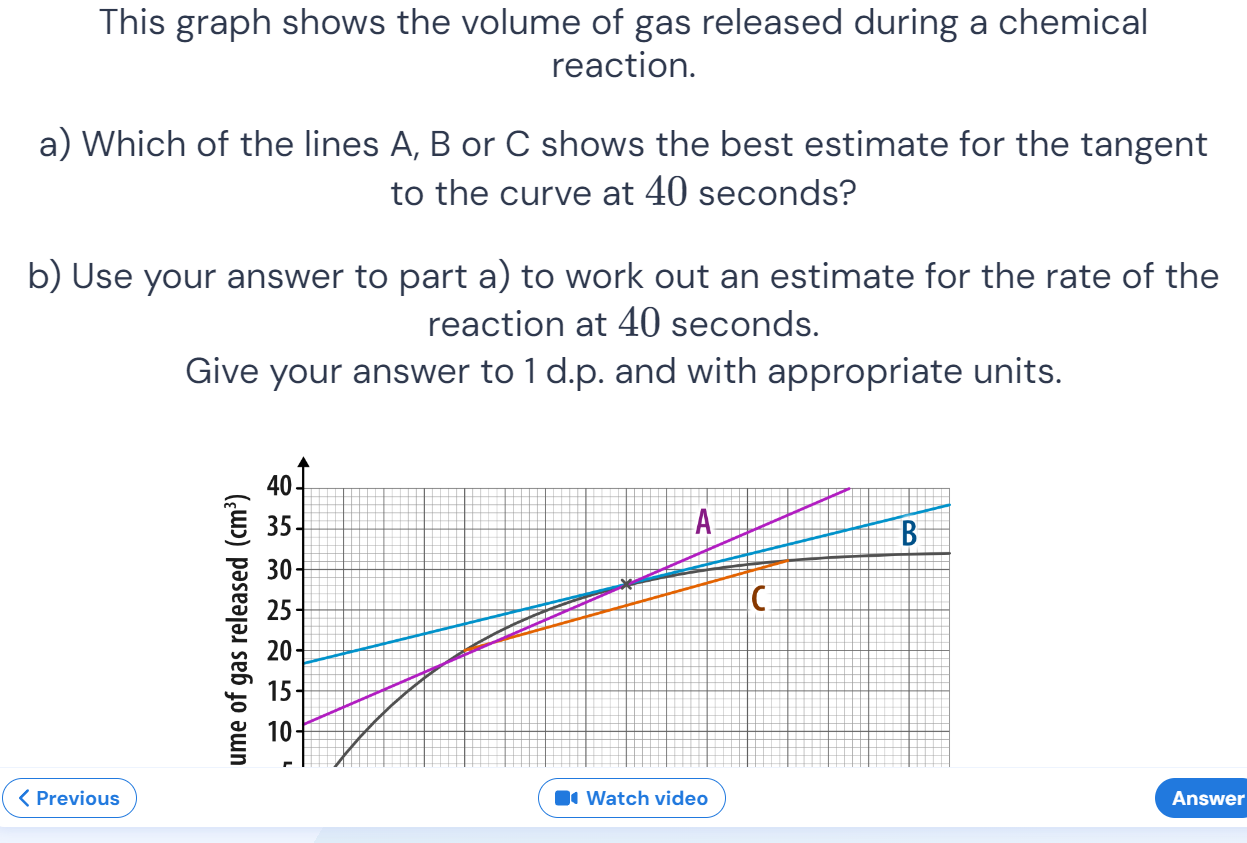 This graph shows the volume of gas released during a chemical
reaction.
a) Which of the lines A, B or C shows the best estimate for the tangent
to the curve at 40 seconds?
b) Use your answer to part a) to work out an estimate for the rate of the
reaction at 40 seconds.
Give your answer to 1 d.p. and with appropriate units.
ume of gas released (cm³)
40
35
30
25
20
15
10
A
B
C
Previous
Watch video
Answer